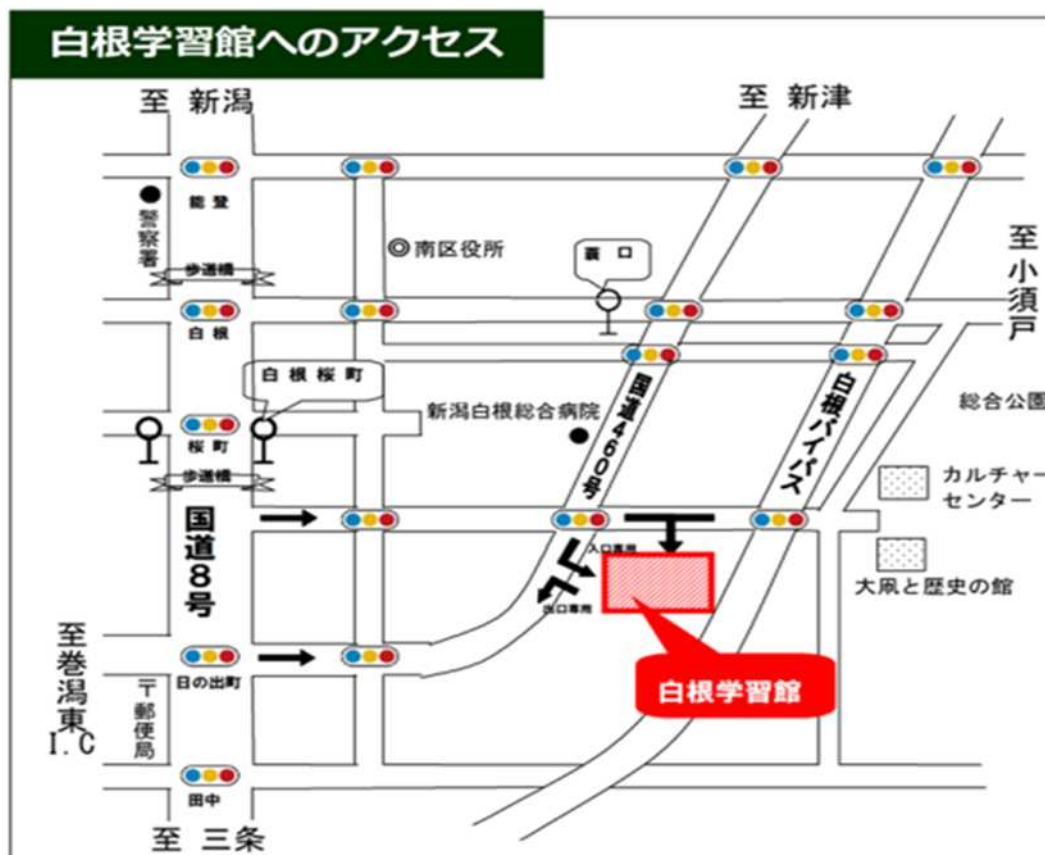 白根学習館へのアクセス
至 新潟
至 新津
能登
警察署
南区役所
蓑口
至小須戸
歩道橋
白根
国道460号
白根バイパス
白根桜町
新潟白根総合病院
総合公園
桜町
歩道橋
カルチャー
センター
国道8号
入口専用
大凧と歴史の館
出口専用
至巻潟東
I.C
日の出町
白根学習館
〒郵便局
田中
至 三条